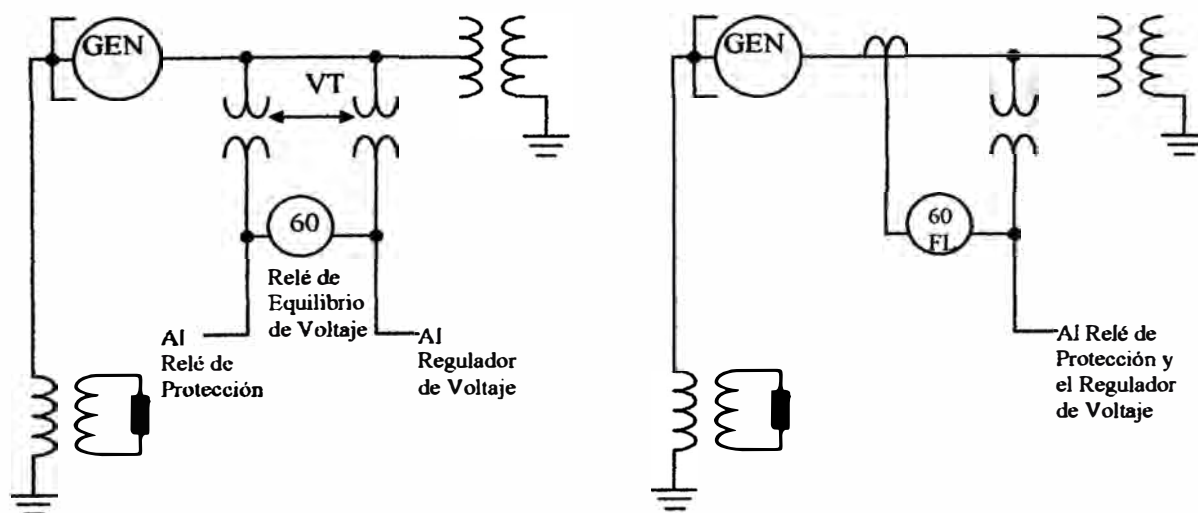 GEN
VT
60
Relé de
Equilibrio
de Voltaje
Al
Relé de
Protección
Al
Regulador
de Voltaje
GEN
60
FL
Al Relé de
Protección y
el Regulador
de Voltaje